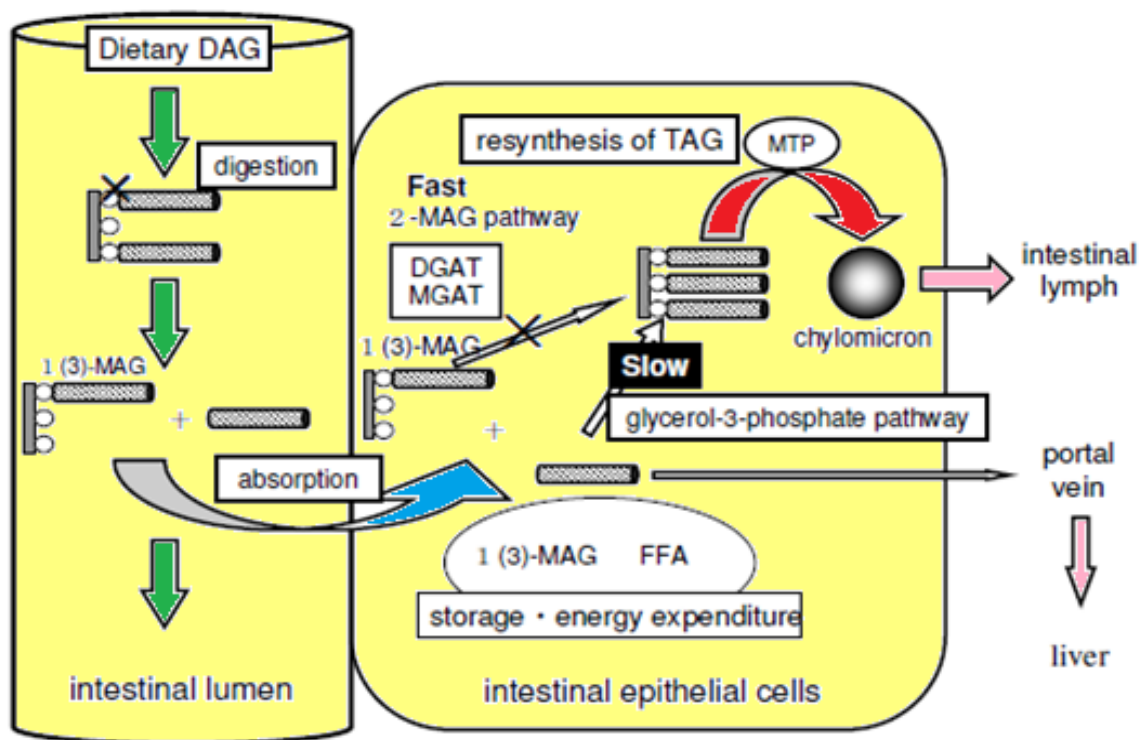 Dietary DAG
digestion
1 (3)-MAG
+
absorption
intestinal lumen
resynthesis of TAG
MTP
Fast
2-MAG pathway
DGAT
MGAT
1 (3)-MAG
+
Slow
glycerol-3-phosphate pathway
chylomicron
1 (3)-MAG FFA
storage・energy expenditure
intestinal epithelial cells
intestinal
lymph
portal
vein
liver